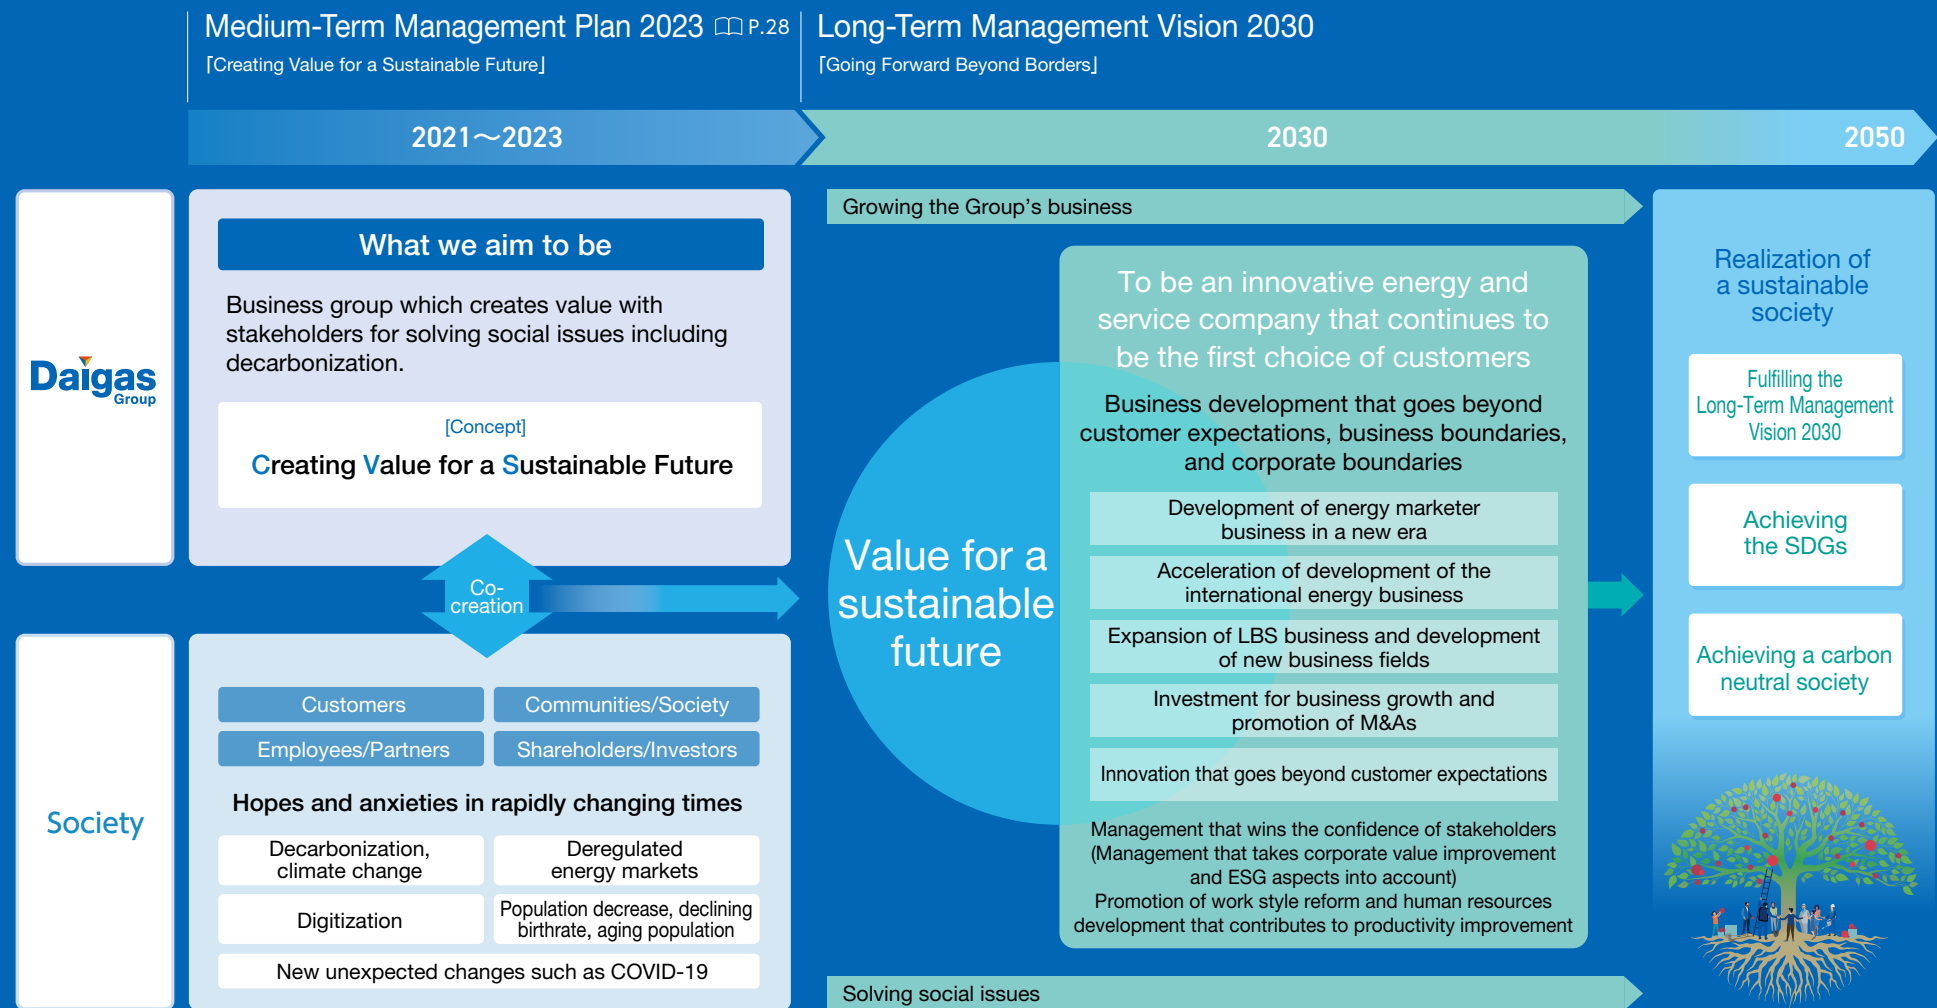 Medium-Term Management Plan 2023 P.28
｢Creating Value for a Sustainable Future｣
Long-Term Management Vision 2030
｢Going Forward Beyond Borders｣
2021～2023
2030
2050
Daigas
Group
What we aim to be
Business group which creates value with
stakeholders for solving social issues including
decarbonization.
[Concept]
Creating Value for a Sustainable Future
Co-
creation
Society
Customers
Communities/Society
Employees/Partners
Shareholders/Investors
Hopes and anxieties in rapidly changing times
Decarbonization,
climate change
Deregulated
energy markets
Digitization
Population decrease, declining
birthrate, aging population
New unexpected changes such as COVID-19
Growing the Group's business
Value for a
sustainable
future
To be an innovative energy and
service company that continues to
be the first choice of customers
Business development that goes beyond
customer expectations, business boundaries,
and corporate boundaries
Development of energy marketer
business in a new era
Acceleration of development of the
international energy business
Expansion of LBS business and development
of new business fields
Investment for business growth and
promotion of M&As
Innovation that goes beyond customer expectations
Management that wins the confidence of stakeholders
(Management that takes corporate value improvement
and ESG aspects into account)
Promotion of work style reform and human resources
development that contributes to productivity improvement
Solving social issues
Realization of
a sustainable
society
Fulfilling the
Long-Term Management
Vision 2030
Achieving
the SDGs
Achieving a carbon
neutral society